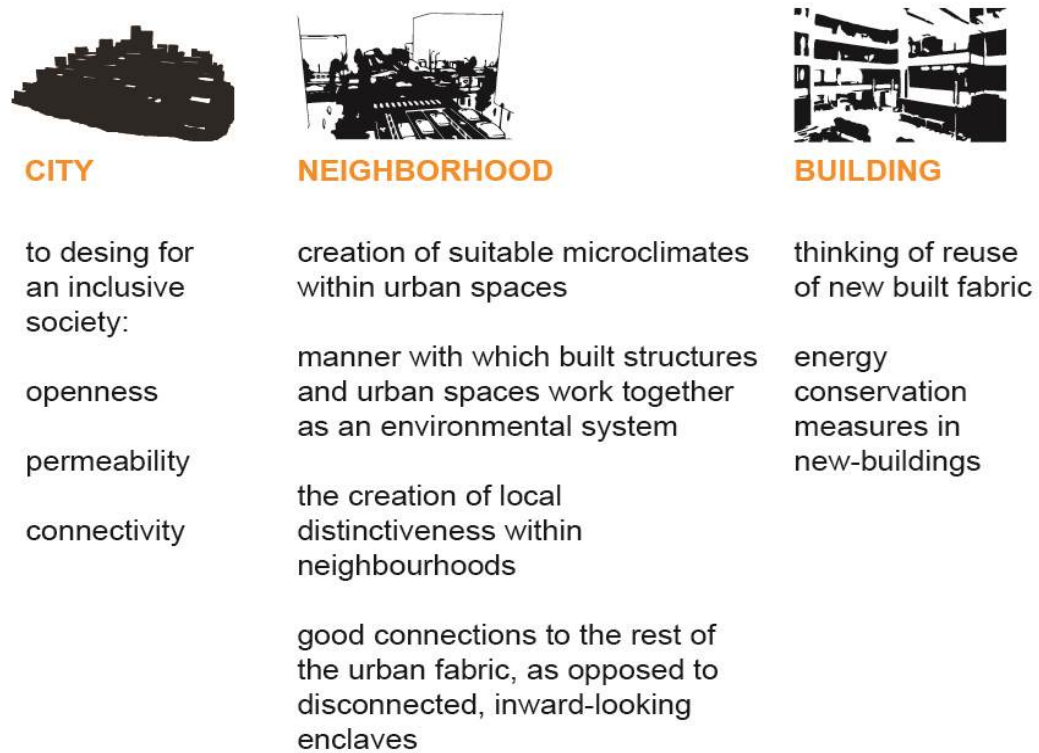 CITY
to desing for
an inclusive
society:
openness
permeability
connectivity
NEIGHBORHOOD
creation of suitable microclimates
within urban spaces
manner with which built structures
and urban spaces work together
as an environmental system
the creation of local
distinctiveness within
neighbourhoods
good connections to the rest of
the urban fabric, as opposed to
disconnected, inward-looking
enclaves
BUILDING
thinking of reuse
of new built fabric
energy
conservation
measures in
new-buildings